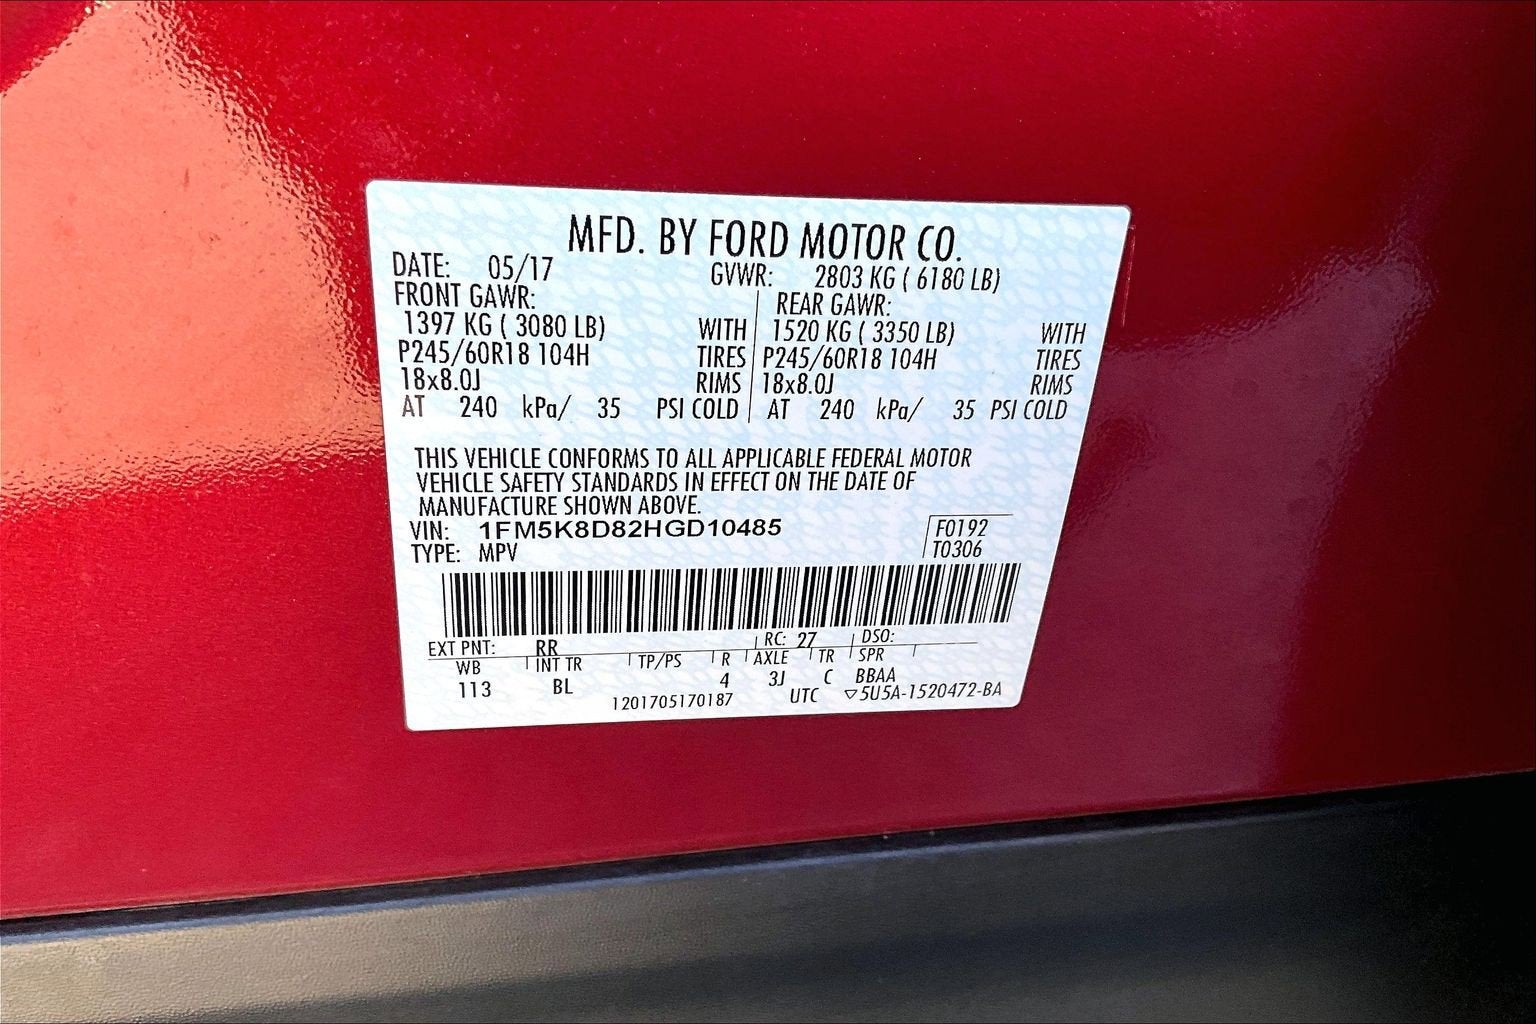 MFD. BY FORD MOTOR CO.
DATE: 05/17 GVWR: 2803 KG ( 6180 LB)
FRONT GAWR: REAR GAWR:
1397 KG ( 3080 LB) WITH 1520 KG ( 3350 LB) WITH
P245/60R18 104H TIRES P245/60R18 104H TIRES
18x8.0J RIMS 18x8.0J RIMS
AT 240 kPa/ 35 PSI COLD AT 240 kPa/ 35 PSI COLD
THIS VEHICLE CONFORMS TO ALL APPLICABLE FEDERAL MOTOR
VEHICLE SAFETY STANDARDS IN EFFECT ON THE DATE OF
MANUFACTURE SHOWN ABOVE.
VIN: 1FM5K8D82HGD10485 F0192
TYPE: MPV T0306
EXT PNT: RR RC: 27 DSO:
WB INT TR TP/PS R AXLE TR SPR
113 BL 4 3J C BBAA
1201705170187 UTC ▽5U5A-1520472-BA